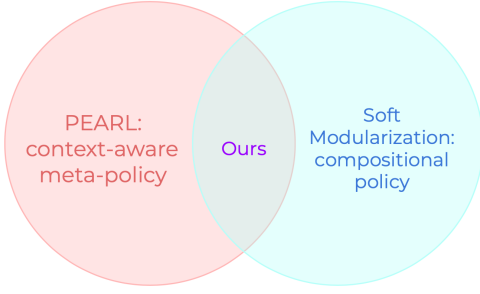 PEARL:
context-aware
meta-policy
Ours
Soft
Modularization:
compositional
policy